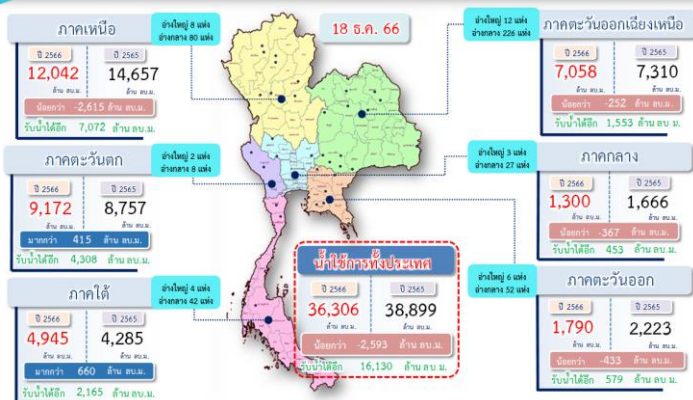 18 ธ.ค. 66
ภาคเหนือ
อ่างใหญ่ 8 แห่ง
อ่างกลาง 80 แห่ง
ปี 2566 ปี 2565
12,042 14,657
ล้าน ลบ.ม. ล้าน ลบ.ม.
น้อยกว่า -2,615 ล้าน ลบ.ม.
รับน้ำได้อีก 7,072 ล้าน ลบ.ม.
ภาคตะวันออกเฉียงเหนือ
อ่างใหญ่ 12 แห่ง
อ่างกลาง 226 แห่ง
ปี 2566 ปี 2565
7,058 7,310
ล้าน ลบ.ม. ล้าน ลบ.ม.
น้อยกว่า -252 ล้าน ลบ.ม.
รับน้ำได้อีก 1,553 ล้าน ลบ.ม.
ภาคตะวันตก
อ่างใหญ่ 2 แห่ง
อ่างกลาง 8 แห่ง
ปี 2566 ปี 2565
9,172 8,757
ล้าน ลบ.ม. ล้าน ลบ.ม.
มากกว่า 415 ล้าน ลบ.ม.
รับน้ำได้อีก 4,308 ล้าน ลบ.ม.
ภาคกลาง
อ่างใหญ่ 3 แห่ง
อ่างกลาง 27 แห่ง
ปี 2566 ปี 2565
1,300 1,666
ล้าน ลบ.ม. ล้าน ลบ.ม.
น้อยกว่า -367 ล้าน ลบ.ม.
รับน้ำได้อีก 453 ล้าน ลบ.ม.
ภาคใต้
อ่างใหญ่ 4 แห่ง
อ่างกลาง 42 แห่ง
ปี 2566 ปี 2565
4,945 4,285
ล้าน ลบ.ม. ล้าน ลบ.ม.
มากกว่า 660 ล้าน ลบ.ม.
รับน้ำได้อีก 2,165 ล้าน ลบ.ม.
น้ำใช้การทั้งประเทศ
ปี 2566 ปี 2565
36,306 38,899
ล้าน ลบ.ม. ล้าน ลบ.ม.
น้อยกว่า -2,593 ล้าน ลบ.ม.
รับน้ำได้อีก 16,130 ล้าน ลบ.ม.
ภาคตะวันออก
อ่างใหญ่ 6 แห่ง
อ่างกลาง 52 แห่ง
ปี 2566 ปี 2565
1,790 2,223
ล้าน ลบ.ม. ล้าน ลบ.ม.
น้อยกว่า -433 ล้าน ลบ.ม.
รับน้ำได้อีก 579 ล้าน ลบ.ม.